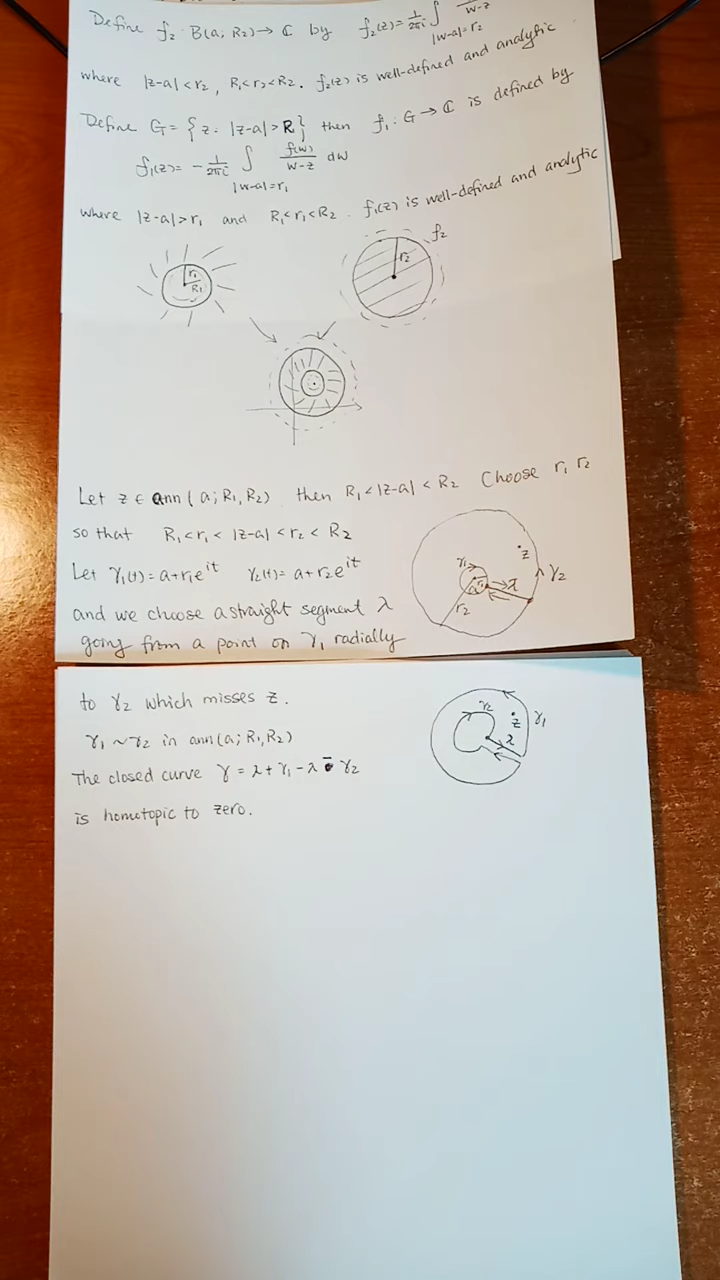 Define f₂: B(a, R₂) → ℂ by f₂(z) = 1/2πi ∫_{|w-a|=r₂} w-z
where |z-a| < r₂, R₁<r₂<R₂. f₂(z) is well-defined and analytic
Define G = {z: |z-a| > R₁} then f₁: G → ℂ is defined by
f₁(z) = - 1/2πi ∫_{|w-a|=r₁} f(w)/w-z dw
where |z-a| > r₁ and R₁<r₁<R₂. f₁(z) is well-defined and analytic
r₁
R₁
r₂
f₂
Let z ∈ ann(a; R₁, R₂) then R₁ < |z-a| < R₂ Choose r₁ r₂
so that R₁ < r₁ < |z-a| < r₂ < R₂
Let γ₁(t) = a+r₁e^{it} γ₂(t) = a+r₂e^{it}
and we choose a straight segment λ
going from a point on γ₁ radially
γ₁
r₁
r₂
z
λ
γ₂
to γ₂ which misses z.
γ₁ ~ γ₂ in ann(a; R₁, R₂)
The closed curve γ = λ + γ₁ - λ - γ₂
is homotopic to zero.
γ₂
z
λ
γ₁